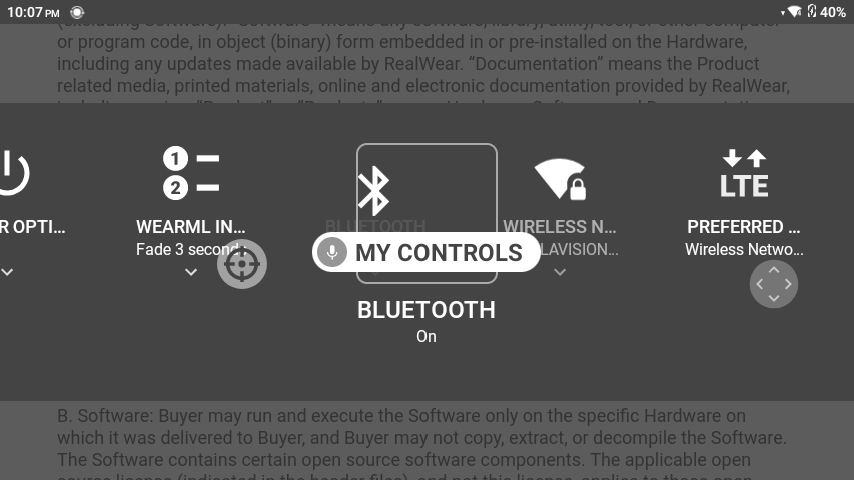 10:07 PM
40%
or program code, in object (binary) form embedded in or pre-installed on the Hardware,
including any updates made available by RealWear. “Documentation” means the Product
related media, printed materials, online and electronic documentation provided by RealWear,
1
2
LTE
R OPTI...
WEARML IN...
BLUETOOTH
WIRELESS N...
PREFERRED ...
Fade 3 second
MY CONTROLS
LAVISION...
Wireless Netwo...
BLUETOOTH
On
B. Software: Buyer may run and execute the Software only on the specific Hardware on
which it was delivered to Buyer, and Buyer may not copy, extract, or decompile the Software.
The Software contains certain open source software components. The applicable open